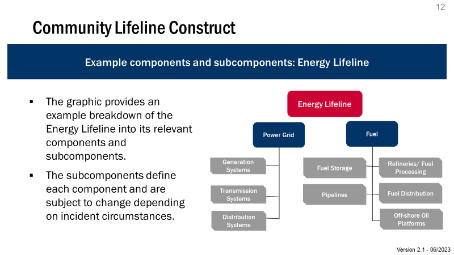 12
Community Lifeline Construct
Example components and subcomponents: Energy Lifeline
▪ The graphic provides an
example breakdown of the
Energy Lifeline into its relevant
components and
subcomponents.
▪ The subcomponents define
each component and are
subject to change depending
on incident circumstances.
Energy Lifeline
Power Grid
Generation
Systems
Transmission
Systems
Distribution
Systems
Fuel
Fuel Storage
Pipelines
Refineries/ Fuel
Processing
Fuel Distribution
Off-shore Oil
Platforms
Version 2.1 - 06/2023